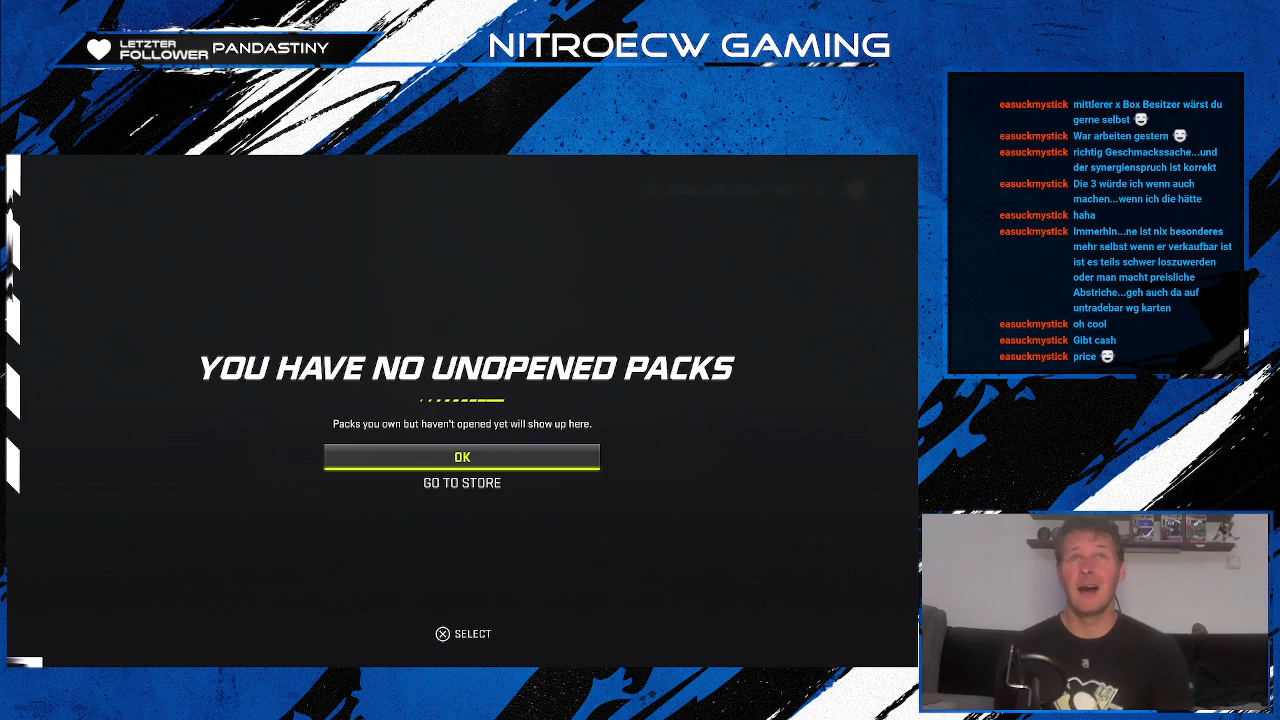 LETZTER
FOLLOWER
PANDASTINY
NITROECW GAMING
easuckmystick mittlerer x Box Besitzer wärst du
gerne selbst
easuckmystick War arbeiten gestern
easuckmystick richtig Geschmackssache...und
der synergienspruch ist korrekt
easuckmystick Die 3 würde ich wenn auch
machen...wenn ich die hätte
easuckmystick haha
easuckmystick Immerhin...ne ist nix besonderes
mehr selbst wenn er verkaufbar ist
ist es teils schwer loszuwerden
oder man macht preisliche
Abstriche...geh auch da auf
untradebar wg karten
easuckmystick oh cool
easuckmystick Gibt cash
easuckmystick price
YOU HAVE NO UNOPENED PACKS
Packs you own but haven't opened yet will show up here.
OK
GO TO STORE
SELECT